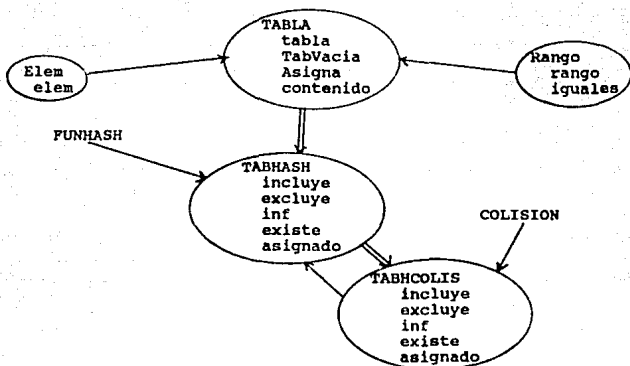 TABLA
tabla
TabVacia
Asigna
contenido
Elem
elem
Rango
rango
iguales
FUNHASH
TABHASH
incluye
excluye
inf
existe
asignado
COLISION
TABHCOLIS
incluye
excluye
inf
existe
asignado